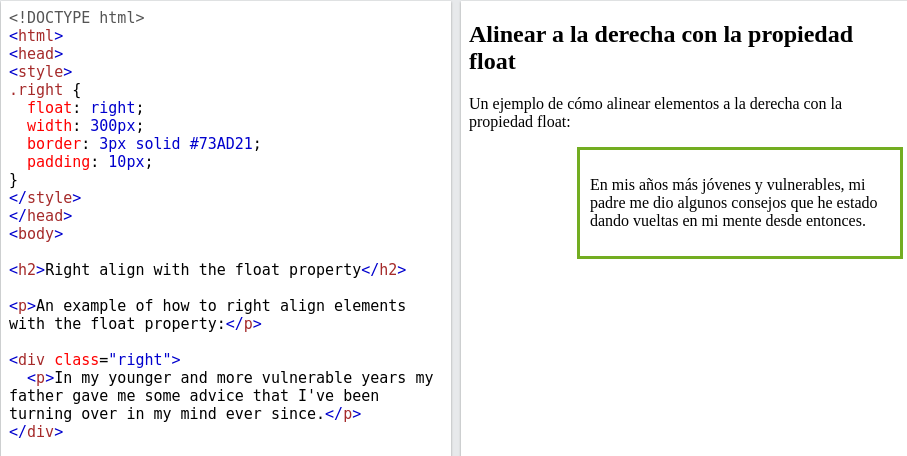 <!DOCTYPE html>
<html>
<head>
<style>
.right {
  float: right;
  width: 300px;
  border: 3px solid #73AD21;
  padding: 10px;
}
</style>
</head>
<body>

<h2>Right align with the float property</h2>

<p>An example of how to right align elements
with the float property:</p>

<div class="right">
  <p>In my younger and more vulnerable years my
father gave me some advice that I've been
turning over in my mind ever since.</p>
</div>

Alinear a la derecha con la propiedad
float
Un ejemplo de cómo alinear elementos a la derecha con la
propiedad float:
En mis años más jóvenes y vulnerables, mi
padre me dio algunos consejos que he estado
dando vueltas en mi mente desde entonces.